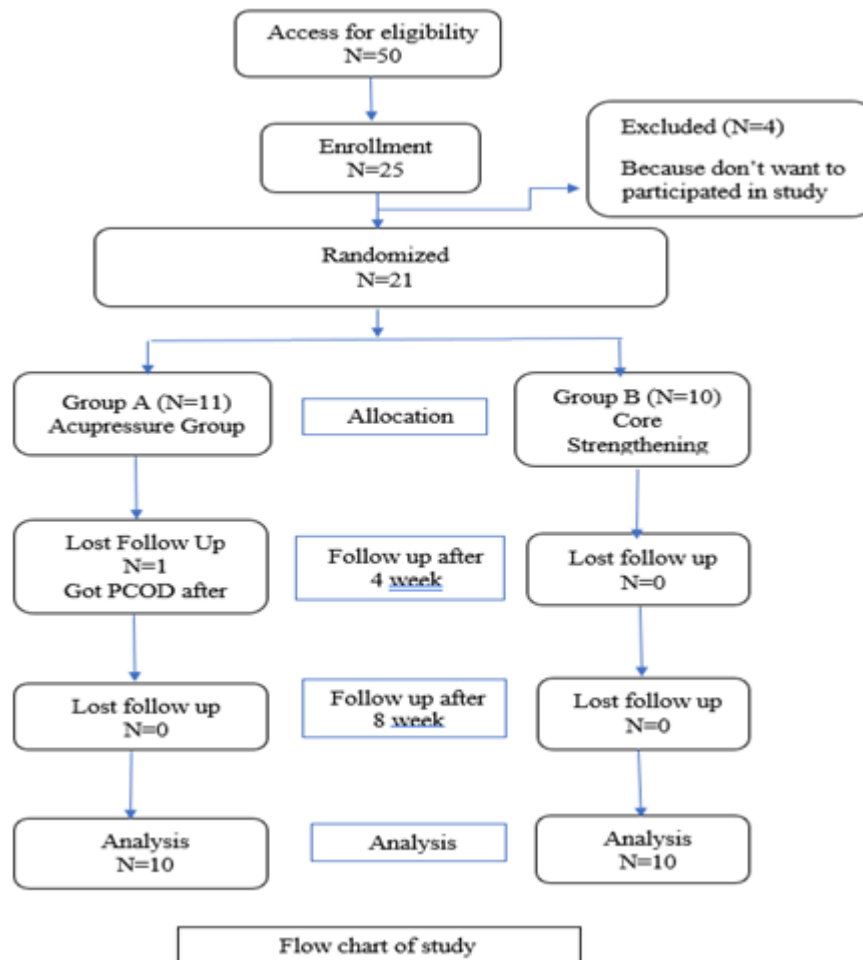 Access for eligibility
N=50
Enrollment
N=25
Excluded (N=4)
Because don't want to
participated in study
Randomized
N=21
Group A (N=11)
Acupressure Group
Allocation
Group B (N=10)
Core
Strengthening
Lost Follow Up
N=1
Got PCOD after
Follow up after
4 week
Lost follow up
N=0
Lost follow up
N=0
Follow up after
8 week
Lost follow up
N=0
Analysis
N=10
Analysis
Analysis
N=10
Flow chart of study